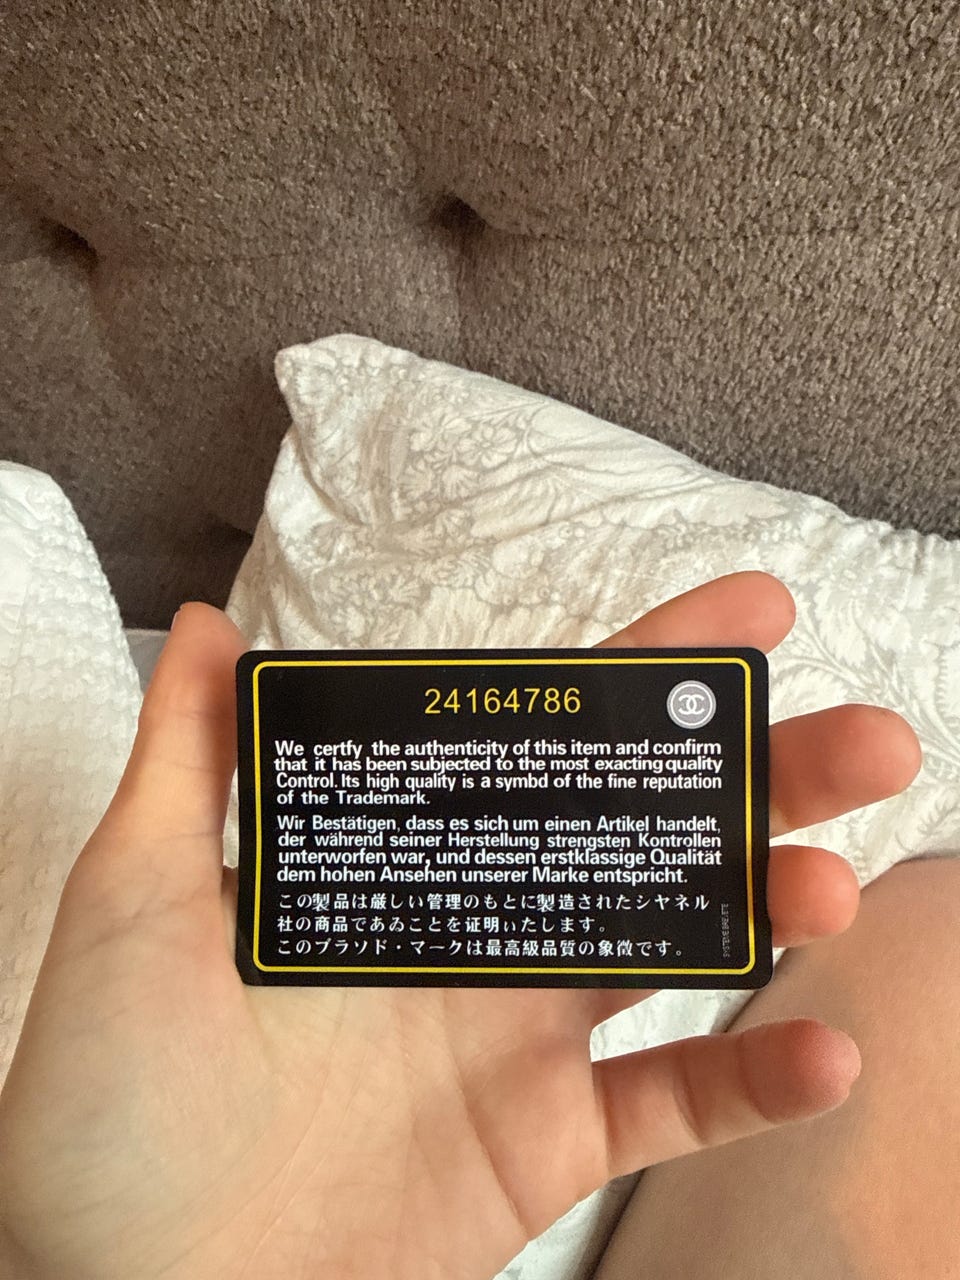 24164786
We certfy the authenticity of this item and confirm
that it has been subjected to the most exacting quality
Control. Its high quality is a symbd of the fine reputation
of the Trademark.
Wir Bestätigen, dass es sich um einen Artikel handelt,
der während seiner Herstellung strengsten Kontrollen
unterworfen war, und dessen erstklassige Qualität
dem hohen Ansehen unserer Marke entspricht.
この製品は厳しい管理のもとに製造されたシヤネル
社の商品であゐことを证明いたします。
このブラソド・マークは最高級品質の象徴です。